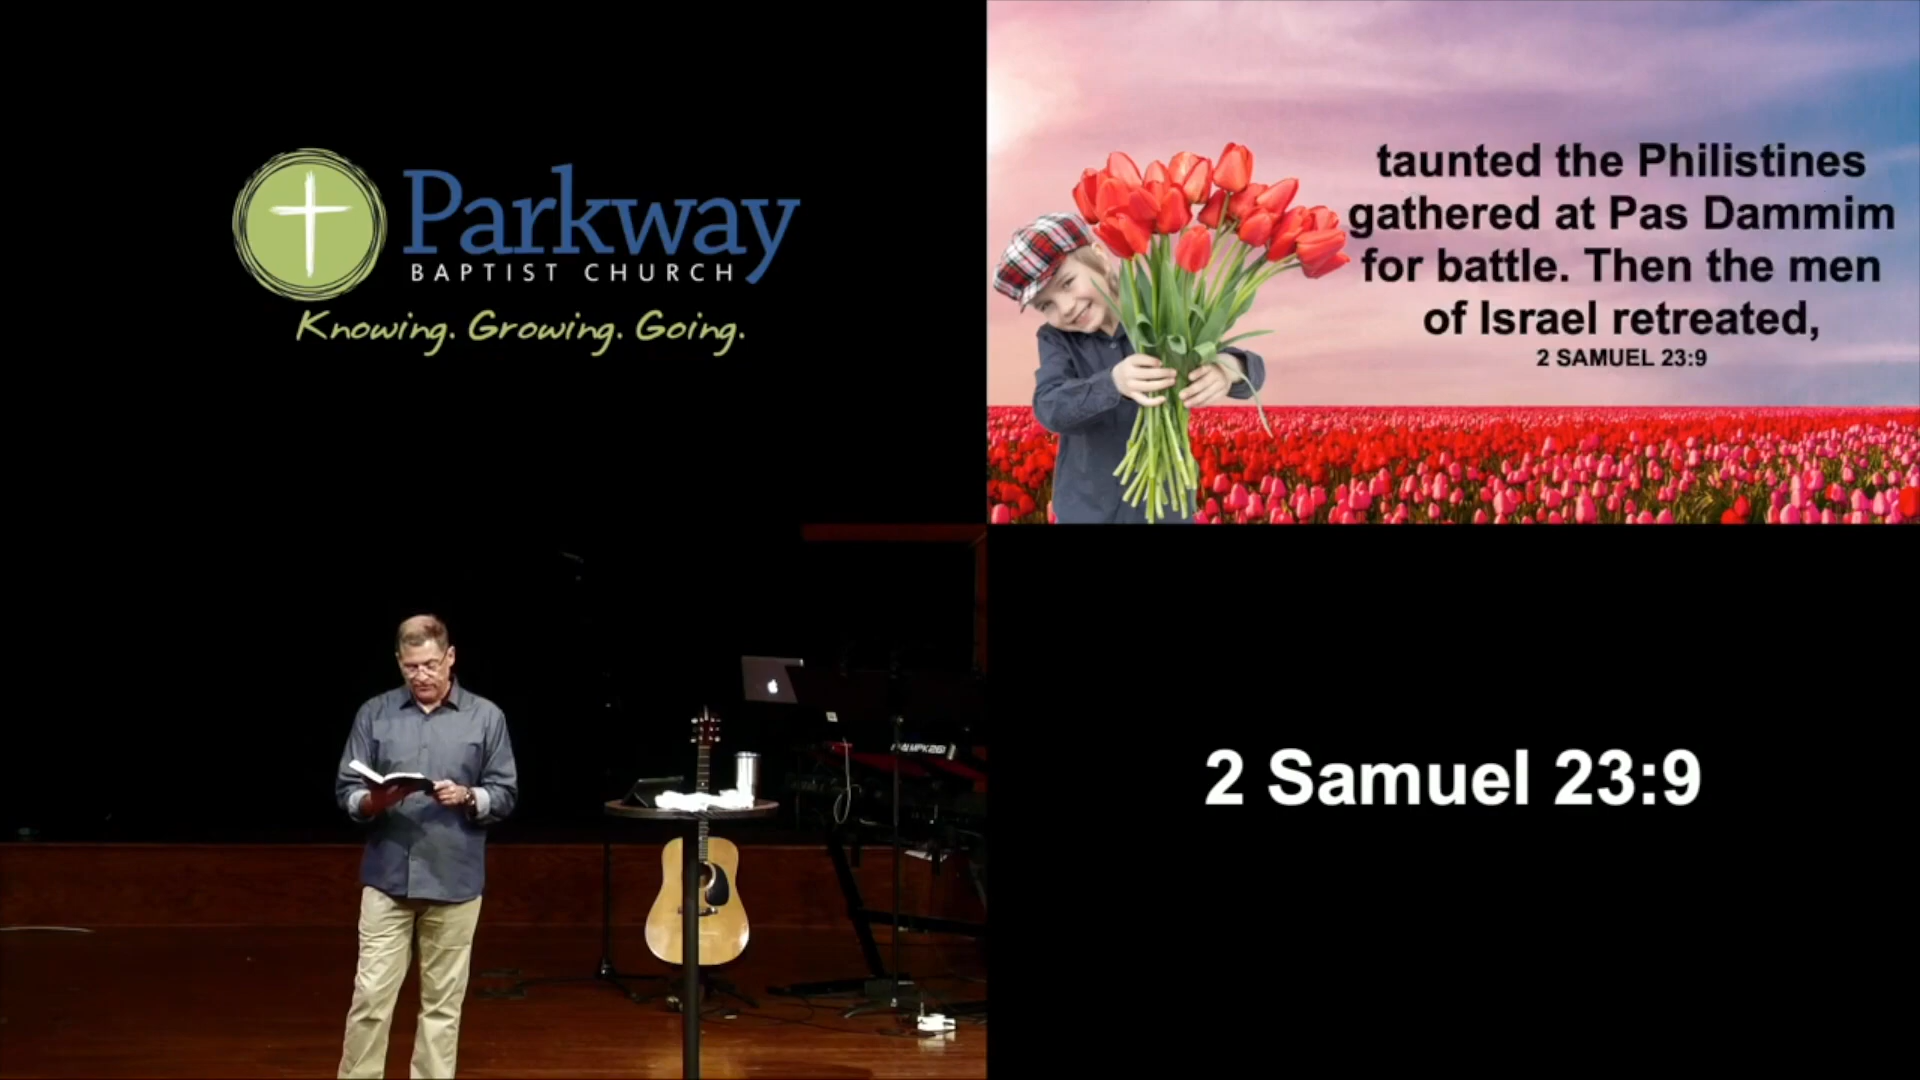 Parkway
BAPTIST CHURCH
Knowing. Growing. Going.
taunted the Philistines
gathered at Pas Dammim
for battle. Then the men
of Israel retreated,
2 SAMUEL 23:9
2 Samuel 23:9